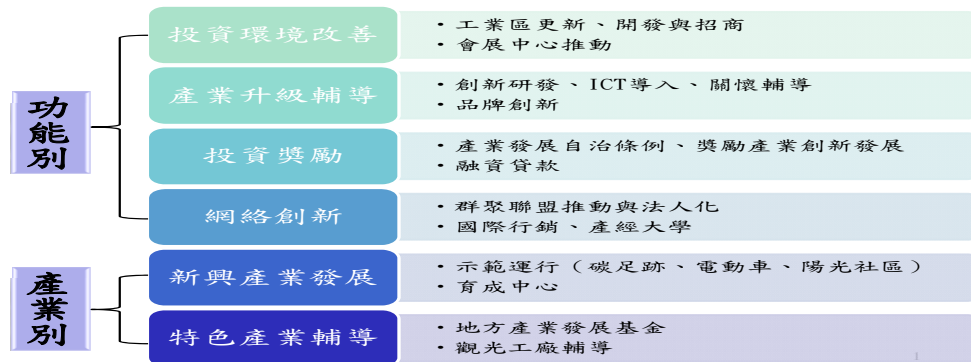 功能別
投資環境改善
・工業區更新、開發與招商
・會展中心推動
產業升級輔導
・創新研發、ICT導入、關懷輔導
・品牌創新
投資獎勵
・產業發展自治條例、獎勵產業創新發展
・融資貸款
網絡創新
・群聚聯盟推動與法人化
・國際行銷、產經大學
產業別
新興產業發展
・示範運行（碳足跡、電動車、陽光社區）
・育成中心
特色產業輔導
・地方產業發展基金
・觀光工廠輔導
1